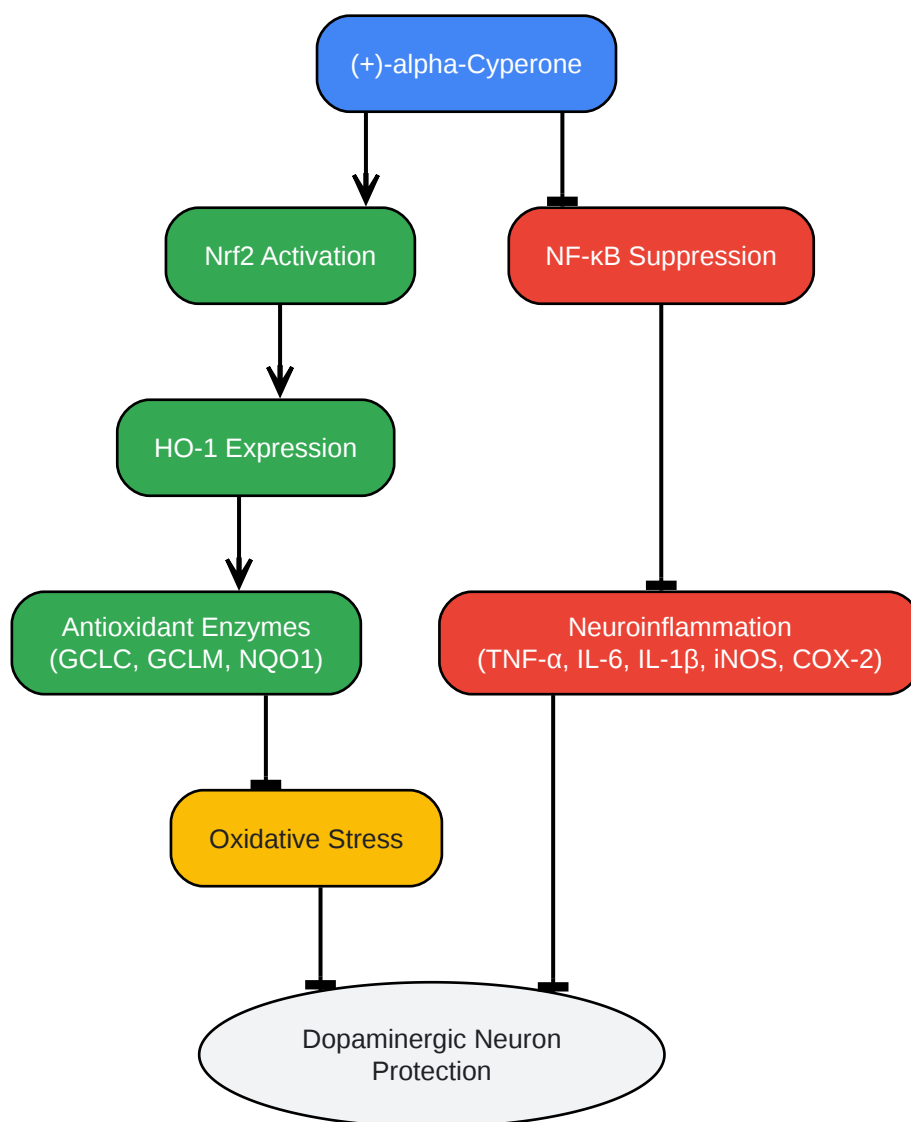 (+)-alpha-Cyperone
Nrf2 Activation
NF-κB Suppression
HO-1 Expression
Antioxidant Enzymes
(GCLC, GCLM, NQO1)
Neuroinflammation
(TNF-α, IL-6, IL-1β, iNOS, COX-2)
Oxidative Stress
Dopaminergic Neuron
Protection